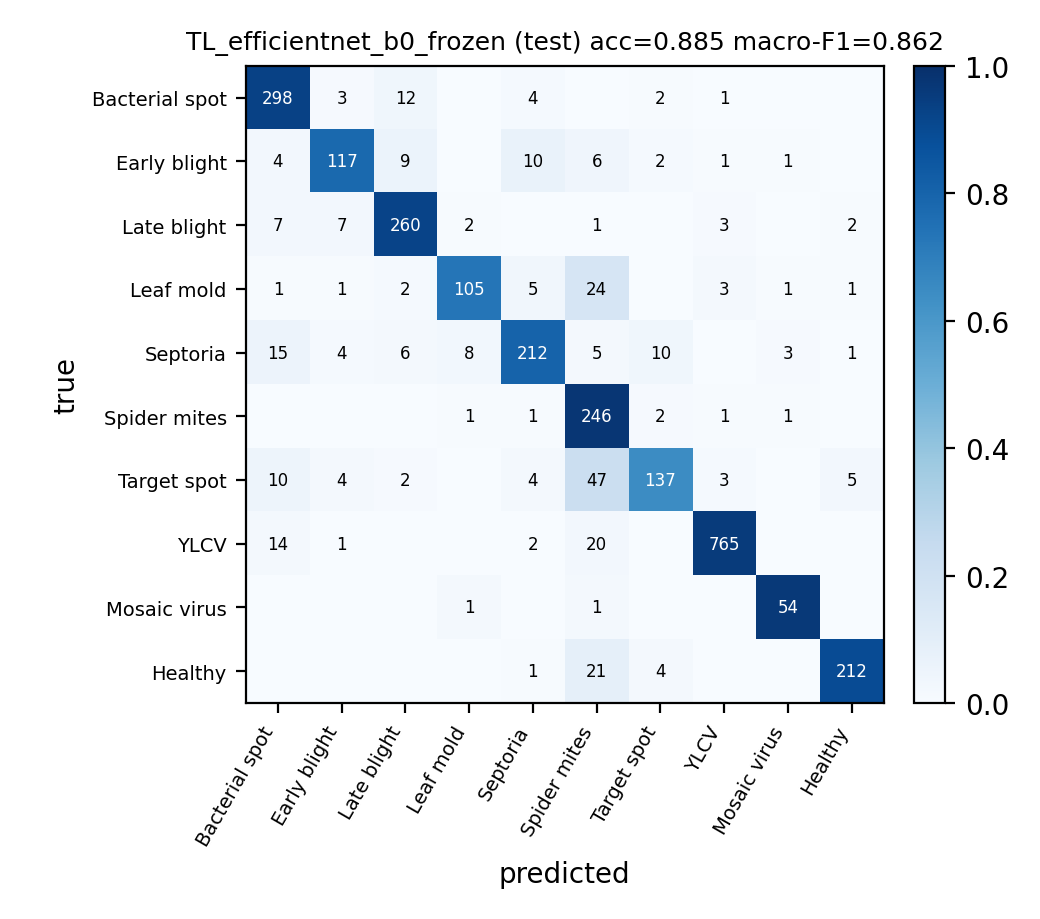 TL_efficientnet_b0_frozen (test) acc=0.885 macro-F1=0.862
Bacterial spot 298 3 12 4 2 1
Early blight 4 117 9 10 6 2 1 1
Late blight 7 7 260 2 1 3 2
Leaf mold 1 1 2 105 5 24 3 1 1
Septoria 15 4 6 8 212 5 10 3 1
Spider mites 1 1 246 2 1 1
Target spot 10 4 2 4 47 137 3 5
YLCV 14 1 2 20 765
Mosaic virus 1 1 54
Healthy 1 21 4 212
true
Bacterial spot
Early blight
Late blight
Leaf mold
Septoria
Spider mites
Target spot
YLCV
Mosaic virus
Healthy
predicted
1.0
0.8
0.6
0.4
0.2
0.0